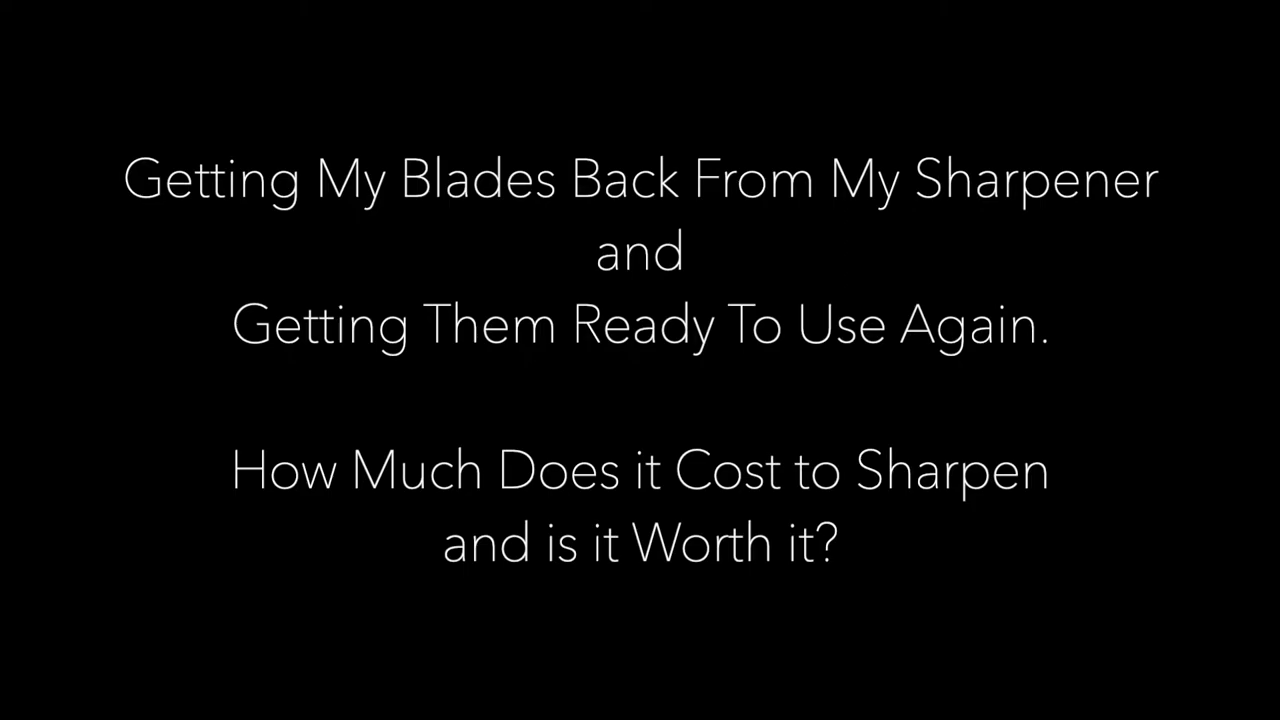 Getting My Blades Back From My Sharpener
and
Getting Them Ready To Use Again.
How Much Does it Cost to Sharpen
and is it Worth it?